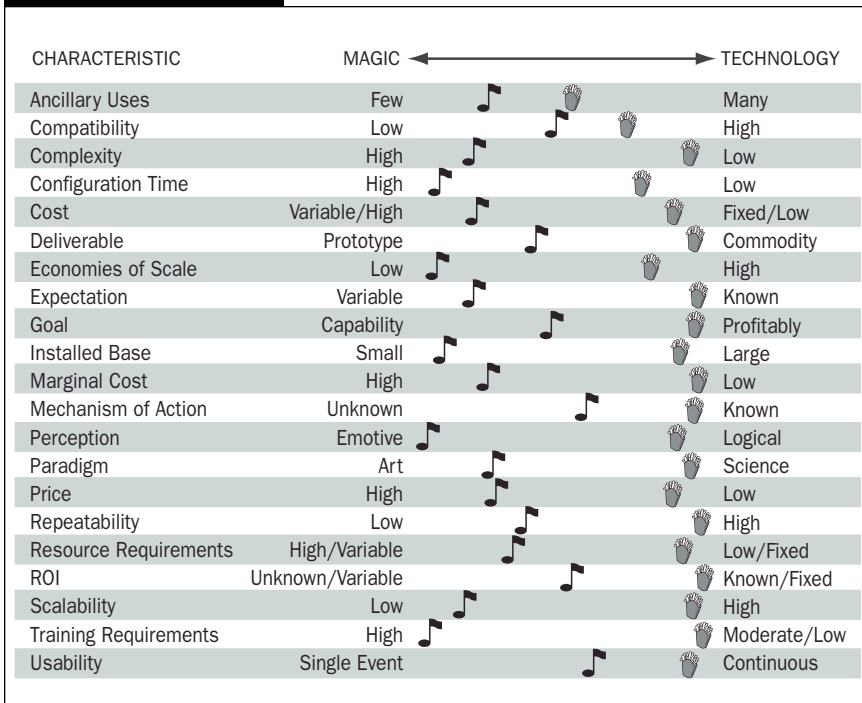 CHARACTERISTIC MAGIC TECHNOLOGY
Ancillary Uses Few Many
Compatibility Low High
Complexity High Low
Configuration Time High Low
Cost Variable/High Fixed/Low
Deliverable Prototype Commodity
Economies of Scale Low High
Expectation Variable Known
Goal Capability Profitably
Installed Base Small Large
Marginal Cost High Low
Mechanism of Action Unknown Known
Perception Emotive Logical
Paradigm Art Science
Price High Low
Repeatability Low High
Resource Requirements High/Variable Low/Fixed
ROI Unknown/Variable Known/Fixed
Scalability Low High
Training Requirements High Moderate/Low
Usability Single Event Continuous